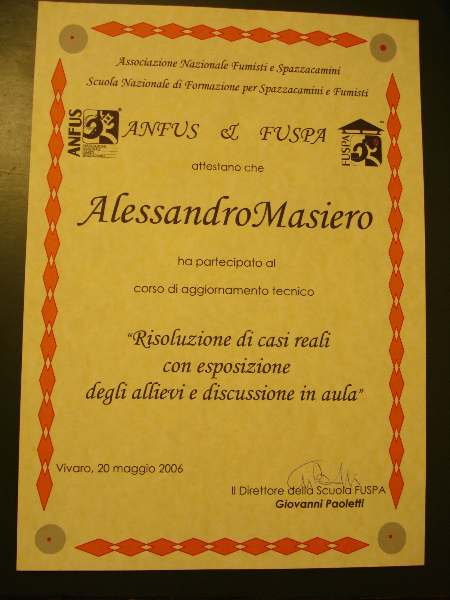 Associazione Nazionale Fumisti e Spazzacamini
Scuola Nazionale di Formazione per Spazzacamini e Fumisti
ANFUS
ANFUS & FUSPA
FUSPA
attestano che
AlessandroMasiero
ha partecipato al
corso di aggiornamento tecnico
"Risoluzione di casi reali
con esposizione
degli allievi e discussione in aula"
Vivaro, 20 maggio 2006
Il Direttore della Scuola FUSPA
Giovanni Paoletti